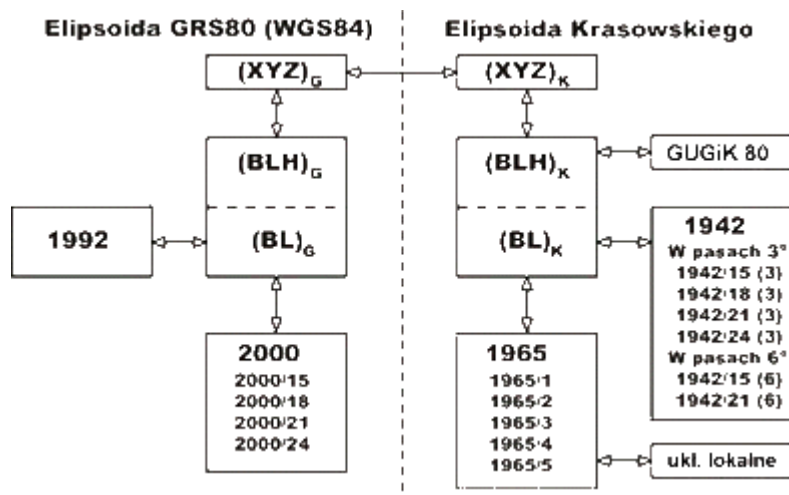 Elipsoida GRS80 (WGS84)
(XYZ)G
(BLH)G
(BL)G
1992
2000
2000/15
2000/18
2000/21
2000/24
Elipsoida Krasowskiego
(XYZ)K
(BLH)K
(BL)K
GUGiK 80
1942
W pasach 3°
1942/15 (3)
1942/18 (3)
1942/21 (3)
1942/24 (3)
W pasach 6°
1942/15 (6)
1942/21 (6)
1965
1965/1
1965/2
1965/3
1965/4
1965/5
ukl. lokalne